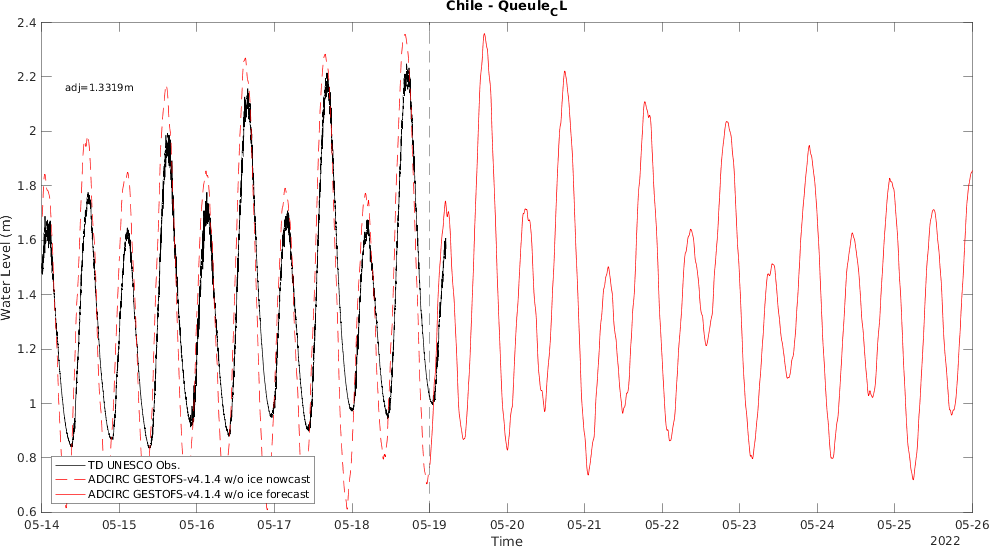 Chile - Queule_CL
2.4
2.2
2
1.8
1.6
1.4
1.2
1
0.8
0.6
Water Level (m)
adj=1.3319m
TD UNESCO Obs.
ADCIRC GESTOFS-v4.1.4 w/o ice nowcast
ADCIRC GESTOFS-v4.1.4 w/o ice forecast
05-14 05-15 05-16 05-17 05-18 05-19 05-20 05-21 05-22 05-23 05-24 05-25 05-26
Time
2022